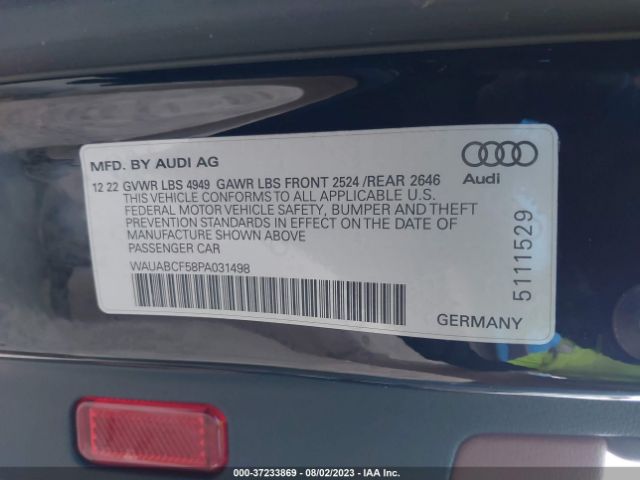 MFD. BY AUDI AG
Audi
12 22 GVWR LBS 4949 GAWR LBS FRONT 2524 /REAR 2646
THIS VEHICLE CONFORMS TO ALL APPLICABLE U.S.
FEDERAL MOTOR VEHICLE SAFETY, BUMPER AND THEFT
PREVENTION STANDARDS IN EFFECT ON THE DATE OF
MANUFACTURE SHOWN ABOVE
PASSENGER CAR
WAUABCF58PA031498
5111529
GERMANY
000-37233869 - 08/02/2023 - IAA Inc.